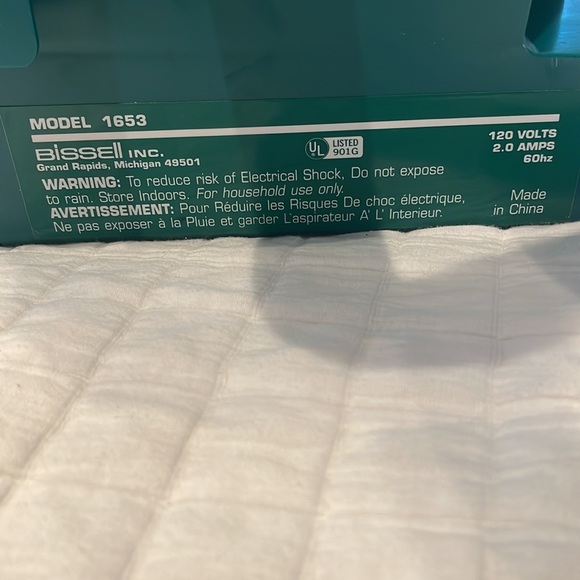 MODEL 1653
BISSELL INC.
Grand Rapids, Michigan 49501
UL LISTED
901G
120 VOLTS
2.0 AMPS
60hz
WARNING: To reduce risk of Electrical Shock, Do not expose
to rain. Store Indoors. For household use only.
AVERTISSEMENT: Pour Réduire les Risques De choc électrique,
Ne pas exposer à la Pluie et garder L'aspirateur A' L' Interieur.
Made
in China